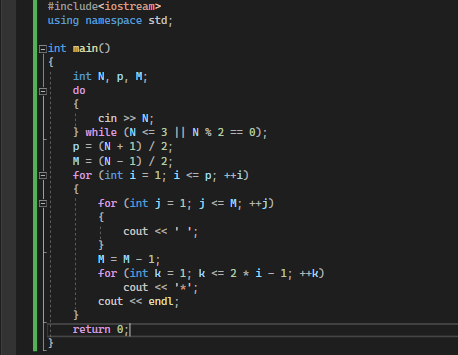 #include<iostream>
using namespace std;
int main()
{
int N, p, M;
do
{
cin >> N;
} while (N <= 3 || N % 2 == 0);
p = (N + 1) / 2;
M = (N - 1) / 2;
for (int i = 1; i <= p; ++i)
{
for (int j = 1; j <= M; ++j)
{
cout << ' ';
}
M = M - 1;
for (int k = 1; k <= 2 * i - 1; ++k)
cout << '*';
cout << endl;
}
return 0;
}